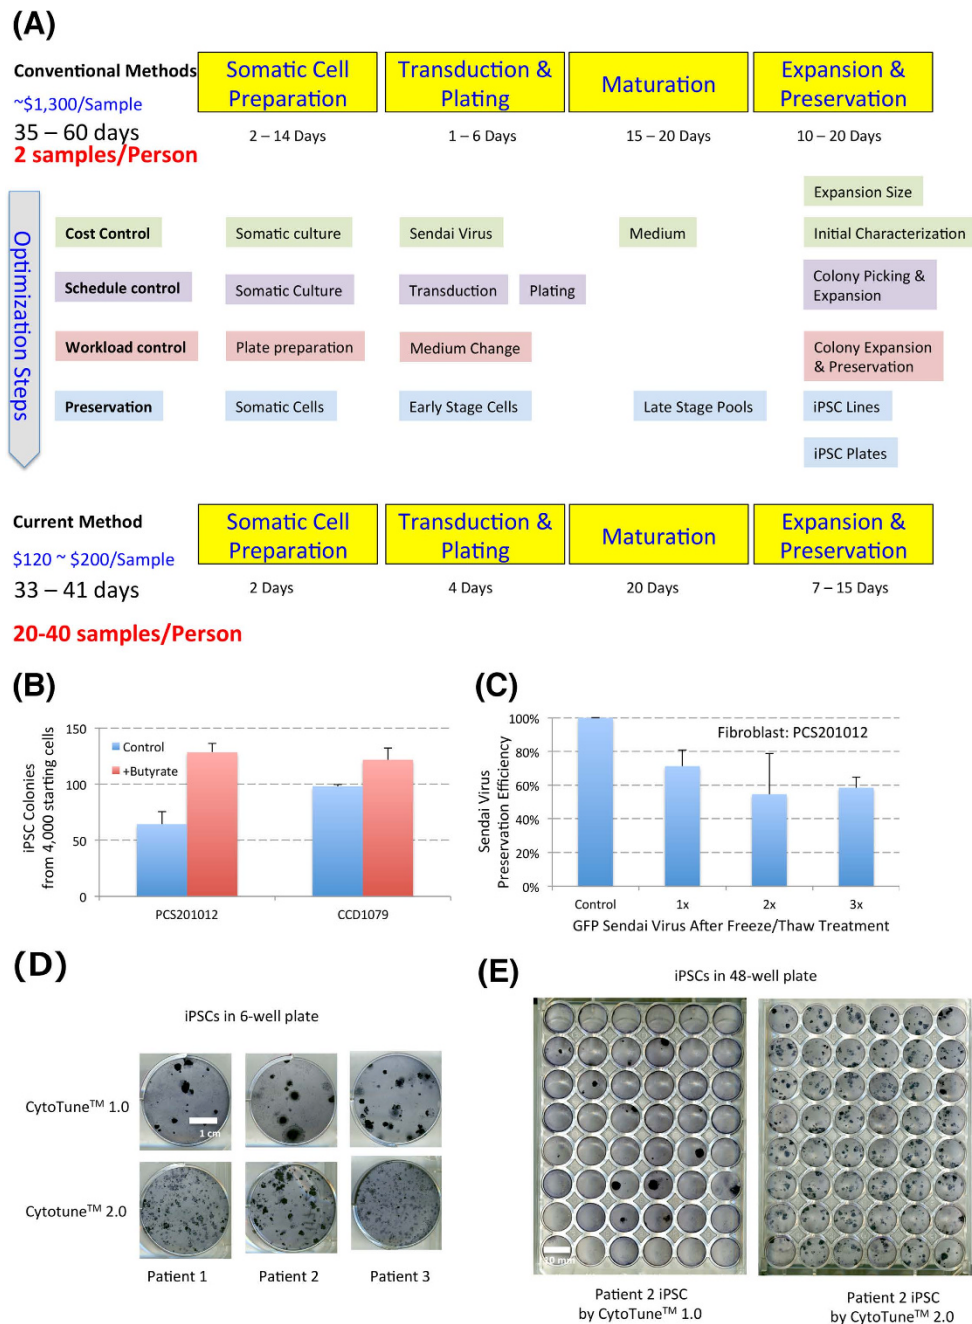 (A)
Conventional Methods
~$1,300/Sample
35 – 60 days
2 samples/Person
Somatic Cell
Preparation
Transduction &
Plating
Maturation
Expansion &
Preservation
2 – 14 Days
1 – 6 Days
15 – 20 Days
10 – 20 Days
Optimization Steps
Expansion Size
Cost Control
Somatic culture
Sendai Virus
Medium
Initial Characterization
Schedule control
Somatic Culture
Transduction
Plating
Colony Picking &
Expansion
Workload control
Plate preparation
Medium Change
Colony Expansion
& Preservation
Preservation
Somatic Cells
Early Stage Cells
Late Stage Pools
iPSC Lines
iPSC Plates
Current Method
$120 ~ $200/Sample
33 – 41 days
20-40 samples/Person
Somatic Cell
Preparation
Transduction &
Plating
Maturation
Expansion &
Preservation
2 Days
4 Days
20 Days
7 – 15 Days
(B)
iPSC Colonies
from 4,000 starting cells
150
100
50
0
Control
+Butyrate
PCS201012
CCD1079
(C)
Sendai Virus
Preservation Efficiency
100%
80%
60%
40%
20%
0%
Fibroblast: PCS201012
Control
1x
2x
3x
GFP Sendai Virus After Freeze/Thaw Treatment
(D)
iPSCs in 6-well plate
CytoTune™ 1.0
1 cm
Cytotune™ 2.0
Patient 1
Patient 2
Patient 3
(E)
iPSCs in 48-well plate
10 mm
Patient 2 iPSC
by CytoTune™ 1.0
Patient 2 iPSC
by CytoTune™ 2.0